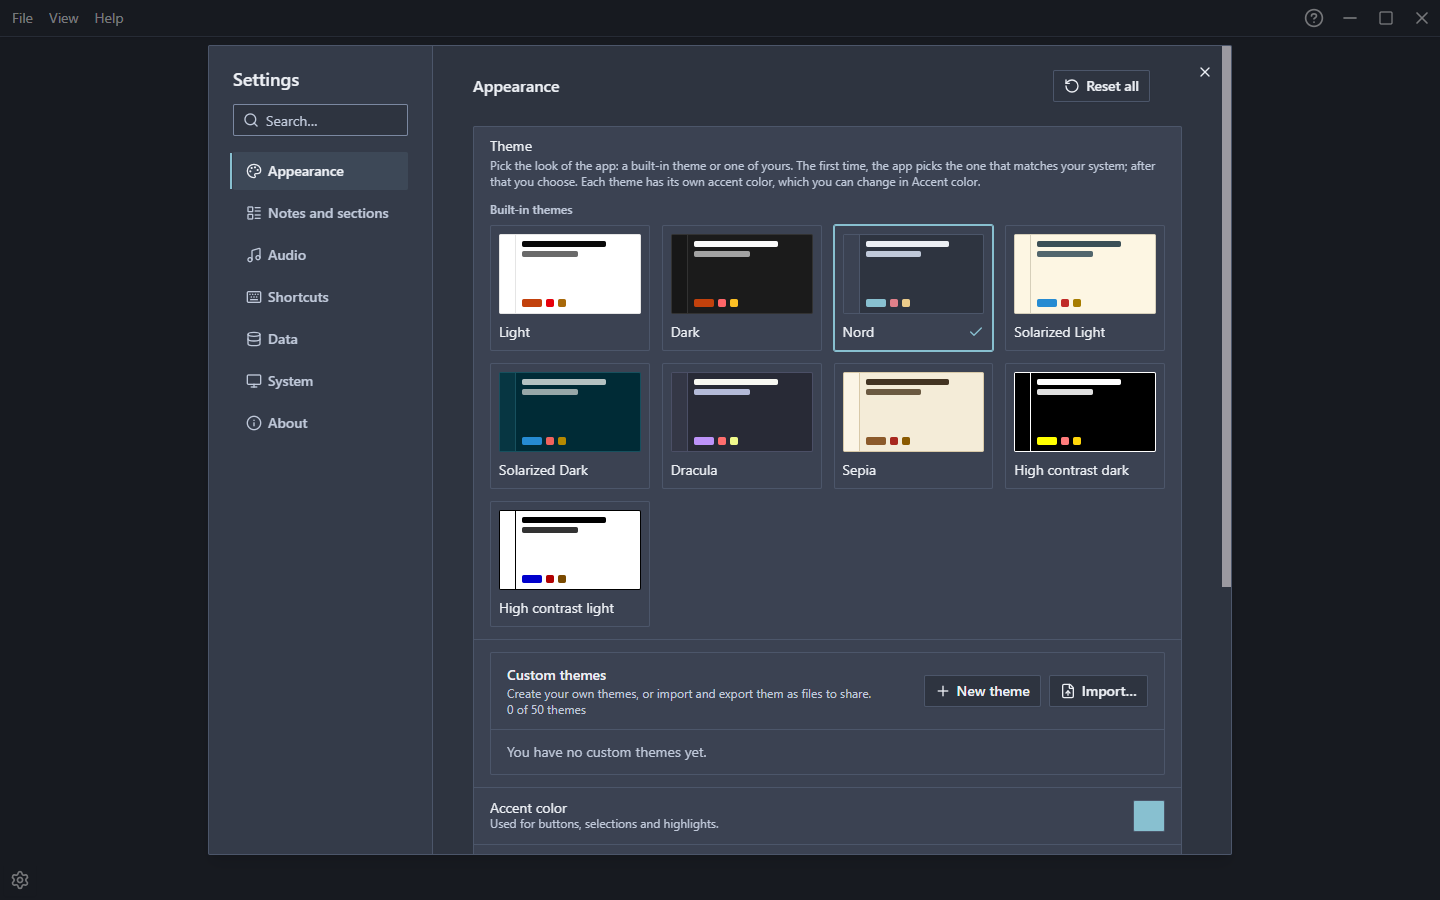 File View Help
Settings
Search...
Appearance
Notes and sections
Audio
Shortcuts
Data
System
About
Appearance
Reset all
Theme
Pick the look of the app: a built-in theme or one of yours. The first time, the app picks the one that matches your system; after
that you choose. Each theme has its own accent color, which you can change in Accent color.
Built-in themes
Light
Dark
Nord
Solarized Light
Solarized Dark
Dracula
Sepia
High contrast dark
High contrast light
Custom themes
Create your own themes, or import and export them as files to share.
0 of 50 themes
New theme
Import...
You have no custom themes yet.
Accent color
Used for buttons, selections and highlights.